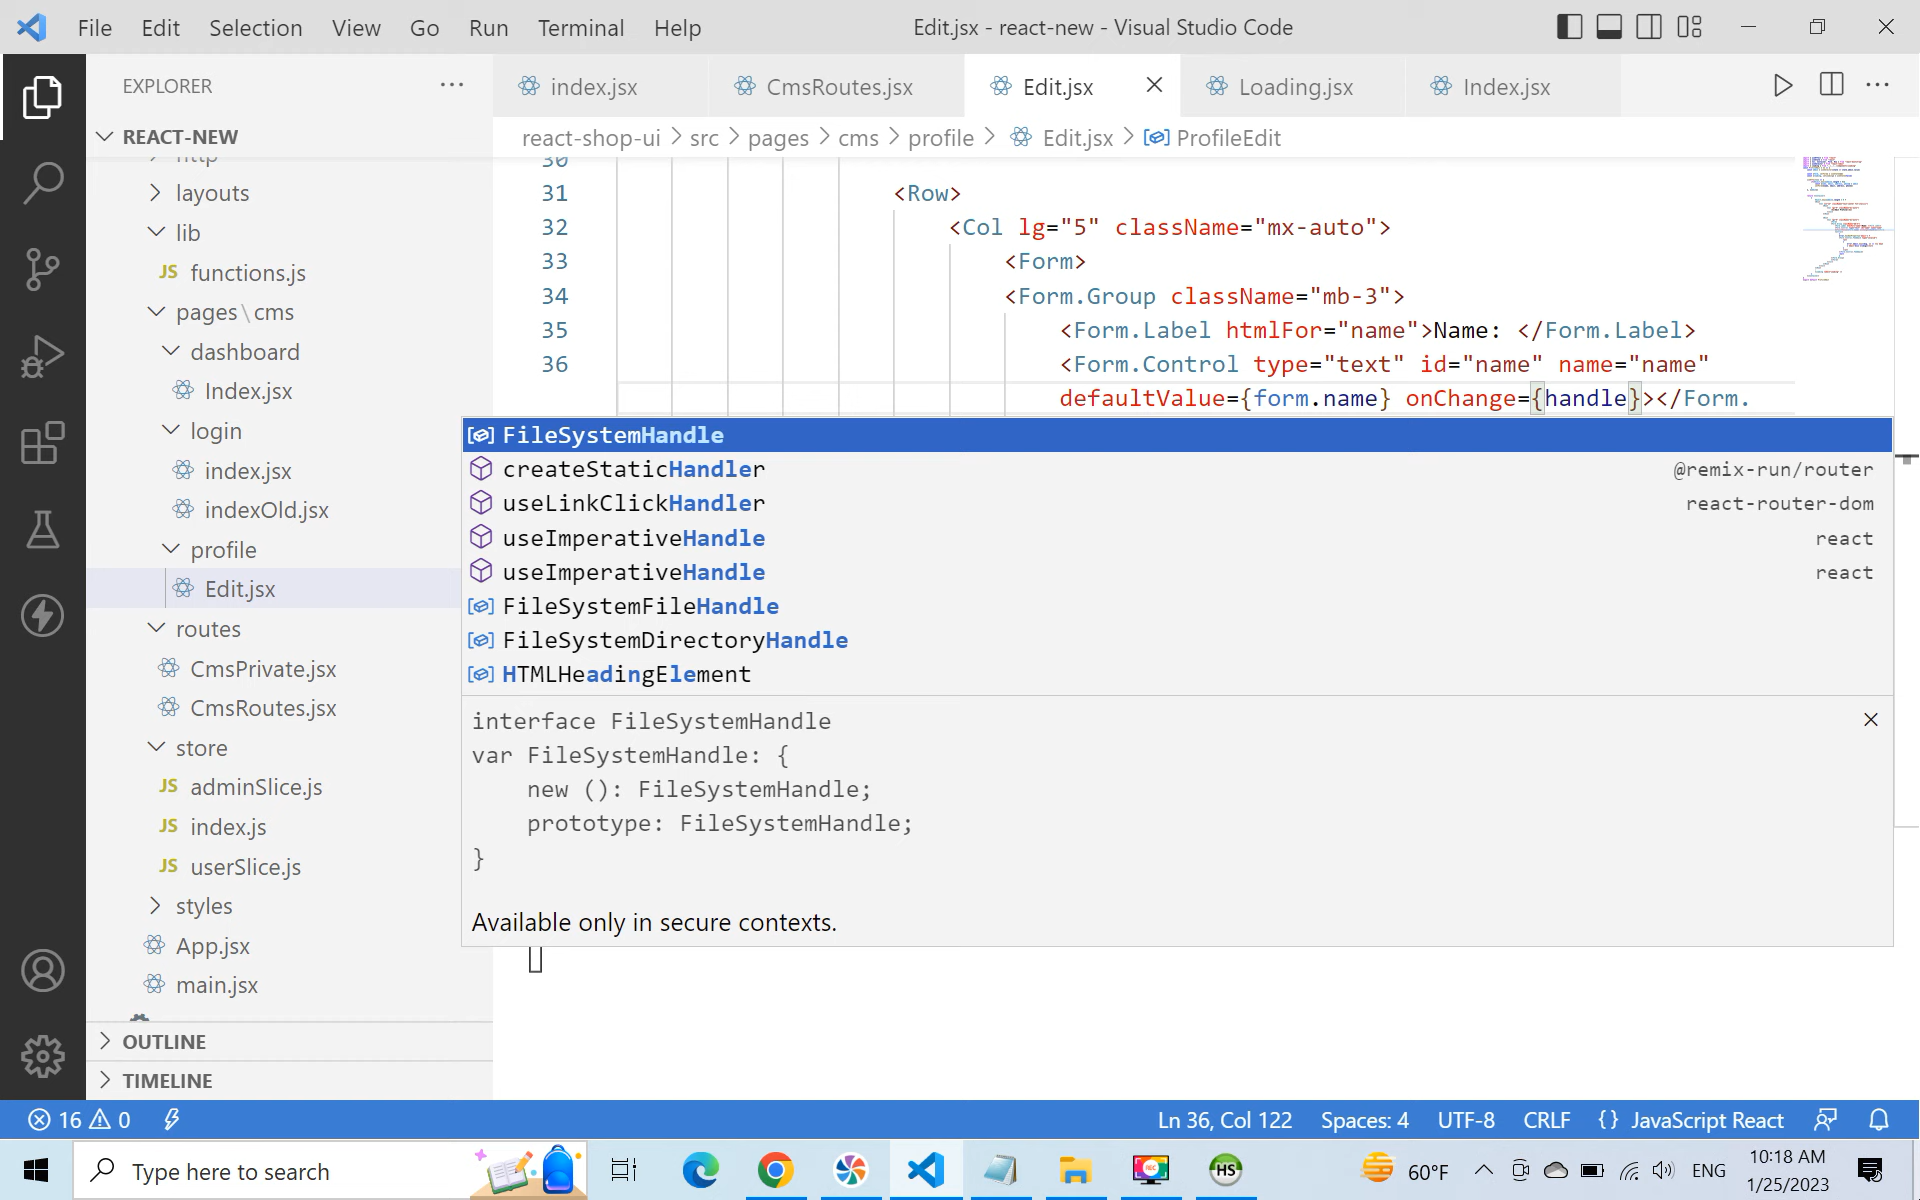 File Edit Selection View Go Run Terminal Help
Edit.jsx - react-new - Visual Studio Code
EXPLORER
index.jsx
CmsRoutes.jsx
Edit.jsx
Loading.jsx
Index.jsx
REACT-NEW
react-shop-ui > src > pages > cms > profile > Edit.jsx > ProfileEdit
http
layouts
lib
JS functions.js
pages\cms
dashboard
Index.jsx
login
index.jsx
indexOld.jsx
profile
Edit.jsx
routes
CmsPrivate.jsx
CmsRoutes.jsx
store
JS adminSlice.js
JS index.js
JS userSlice.js
styles
App.jsx
main.jsx
OUTLINE
TIMELINE
30
31 <Row>
32 <Col lg="5" className="mx-auto">
33 <Form>
34 <Form.Group className="mb-3">
35 <Form.Label htmlFor="name">Name: </Form.Label>
36 <Form.Control type="text" id="name" name="name"
defaultValue={form.name} onChange={handle}></Form.
FileSystemHandle
createStaticHandler @remix-run/router
useLinkClickHandler react-router-dom
useImperativeHandle react
useImperativeHandle react
FileSystemFileHandle
FileSystemDirectoryHandle
HTMLHeadingElement
interface FileSystemHandle
var FileSystemHandle: {
new (): FileSystemHandle;
prototype: FileSystemHandle;
}
Available only in secure contexts.
16 0
Ln 36, Col 122 Spaces: 4 UTF-8 CRLF {} JavaScript React
Type here to search
HS
60°F
ENG
10:18 AM
1/25/2023